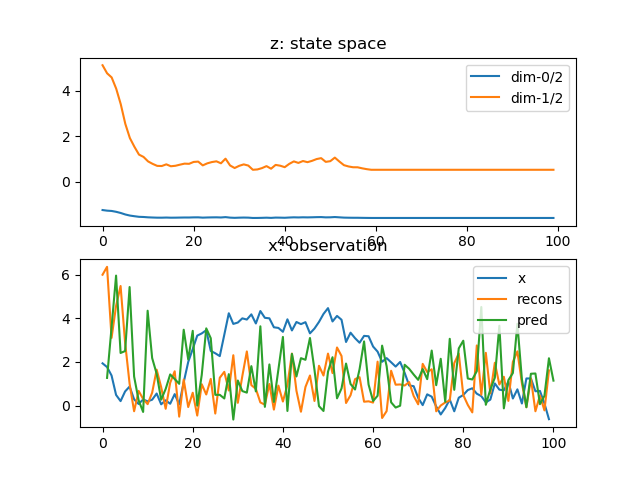 z: state space
dim-0/2
dim-1/2
4
2
0
0 20 40 60 80 100
x: observation
x
recons
pred
6
4
2
0
0 20 40 60 80 100